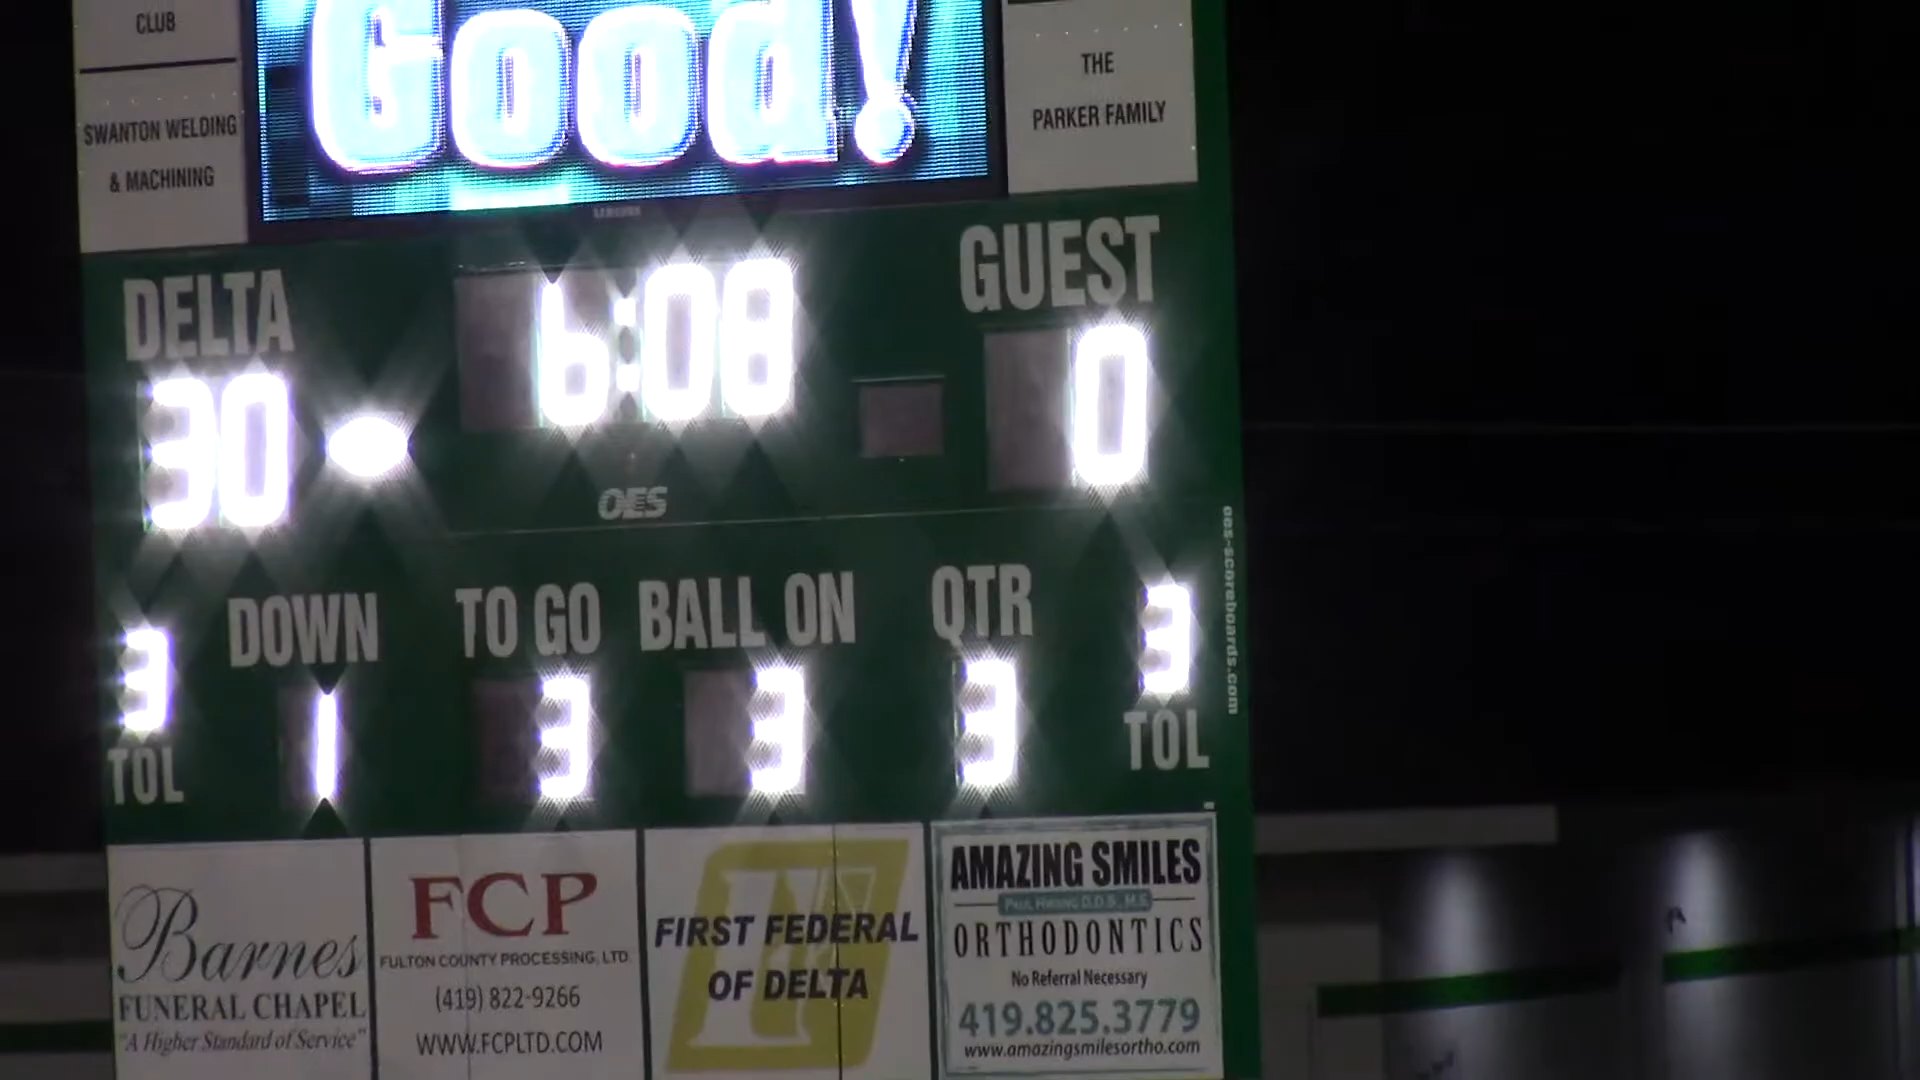 CLUB
SWANTON WELDING
& MACHINING
Good!
THE
PARKER FAMILY
DELTA
6:08
GUEST
30
0
OES
oes-scoreboards.com
DOWN
TO GO
BALL ON
QTR
3
TOL
1
3
3
3
3
TOL
Barnes
FUNERAL CHAPEL
"A Higher Standard of Service"
FCP
FULTON COUNTY PROCESSING, LTD.
(419) 822-9266
WWW.FCPLTD.COM
FIRST FEDERAL
OF DELTA
AMAZING SMILES
ORTHODONTICS
No Referral Necessary
419.825.3779
www.amazingsmilesortho.com